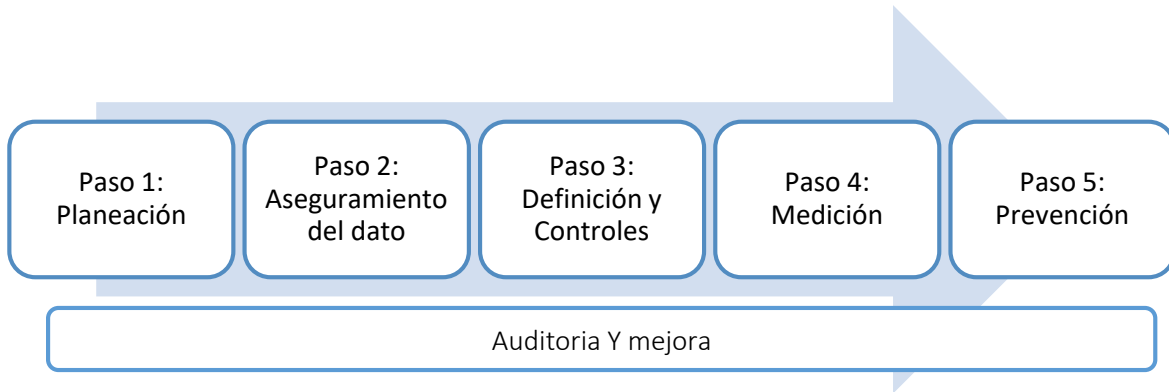 Paso 1:
Planeación
Paso 2:
Aseguramiento
del dato
Paso 3:
Definición y
Controles
Paso 4:
Medición
Paso 5:
Prevención
Auditoria Y mejora